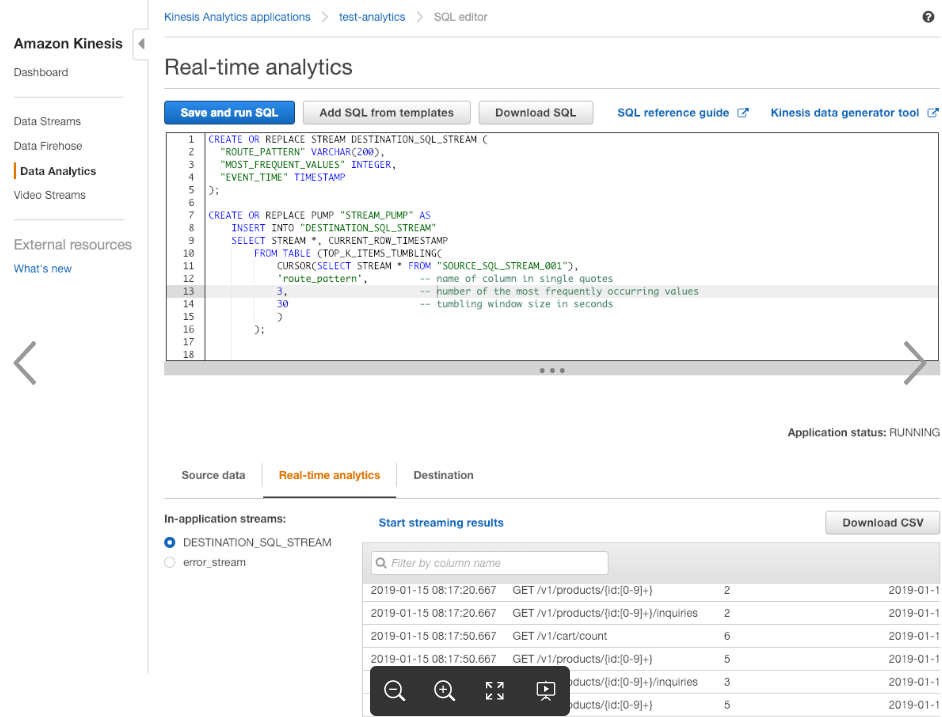 Kinesis Analytics applications > test-analytics > SQL editor
Amazon Kinesis
Dashboard
Data Streams
Data Firehose
Data Analytics
Video Streams
External resources
What's new
Real-time analytics
Save and run SQL Add SQL from templates Download SQL SQL reference guide Kinesis data generator tool
1 CREATE OR REPLACE STREAM DESTINATION_SQL_STREAM (
2 "ROUTE_PATTERN" VARCHAR(200),
3 "MOST_FREQUENT_VALUES" INTEGER,
4 "EVENT_TIME" TIMESTAMP
5 );
6
7 CREATE OR REPLACE PUMP "STREAM_PUMP" AS
8 INSERT INTO "DESTINATION_SQL_STREAM"
9 SELECT STREAM *, CURRENT_ROW_TIMESTAMP
10 FROM TABLE (TOP_K_ITEMS_TUMBLING(
11 CURSOR(SELECT STREAM * FROM "SOURCE_SQL_STREAM_001"),
12 'route_pattern', -- name of column in single quotes
13 3, -- number of the most frequently occurring values
14 30 -- tumbling window size in seconds
15 )
16 );
17
18
Application status: RUNNING
Source data Real-time analytics Destination
In-application streams:
DESTINATION_SQL_STREAM
error_stream
Start streaming results Download CSV
Filter by column name
2019-01-15 08:17:20.667 GET /v1/products/{id:[0-9]+} 2 2019-01-1
2019-01-15 08:17:20.667 GET /v1/products/{id:[0-9]+}/inquiries 2 2019-01-1
2019-01-15 08:17:50.667 GET /v1/cart/count 6 2019-01-1
2019-01-15 08:17:50.667 GET /v1/products/{id:[0-9]+} 5 2019-01-1
ducts/{id:[0-9]+}/inquiries 3 2019-01-1
ducts/{id:[0-9]+} 5 2019-01-1